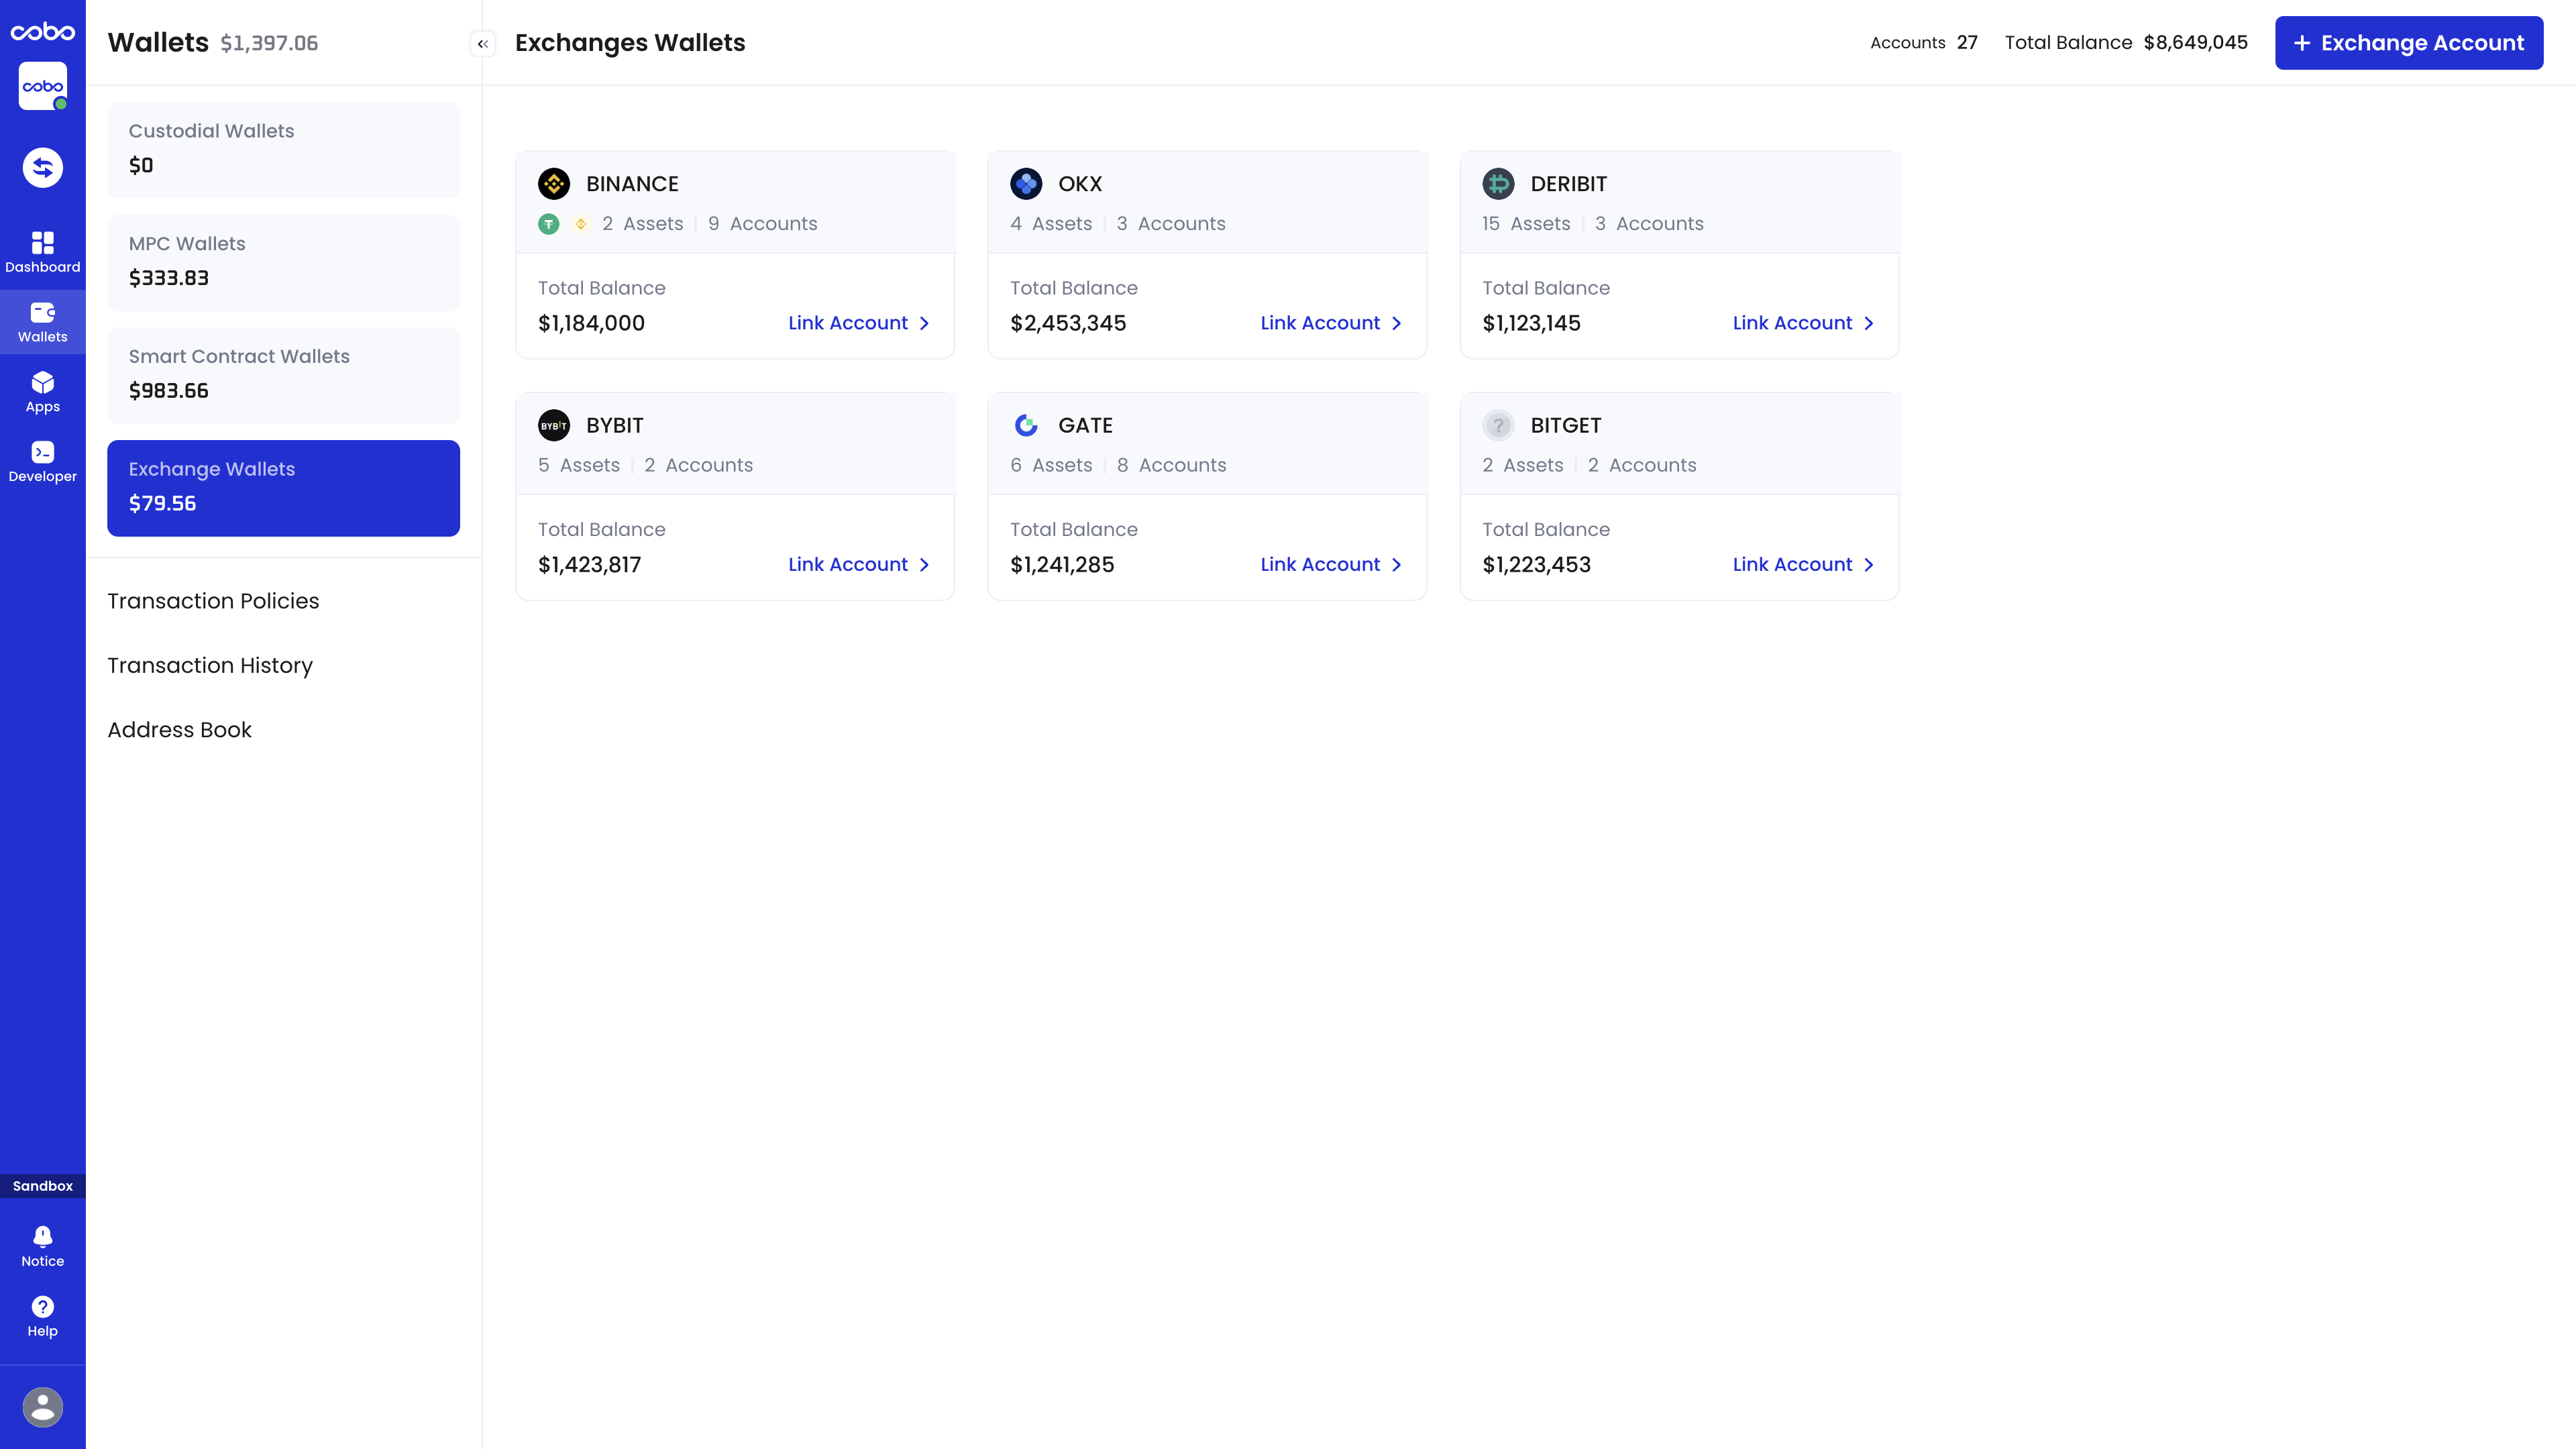 cobo
cobo
Dashboard
Wallets
Apps
Developer
Sandbox
Notice
Help
Wallets $1,397.06
Custodial Wallets
$0
MPC Wallets
$333.83
Smart Contract Wallets
$983.66
Exchange Wallets
$79.56
Transaction Policies
Transaction History
Address Book
Exchanges Wallets
Accounts 27 Total Balance $8,649,045
+ Exchange Account
BINANCE
2 Assets | 9 Accounts
Total Balance
$1,184,000 Link Account >
OKX
4 Assets | 3 Accounts
Total Balance
$2,453,345 Link Account >
DERIBIT
15 Assets | 3 Accounts
Total Balance
$1,123,145 Link Account >
BYBIT
BYBIT
5 Assets | 2 Accounts
Total Balance
$1,423,817 Link Account >
GATE
6 Assets | 8 Accounts
Total Balance
$1,241,285 Link Account >
? BITGET
2 Assets | 2 Accounts
Total Balance
$1,223,453 Link Account >